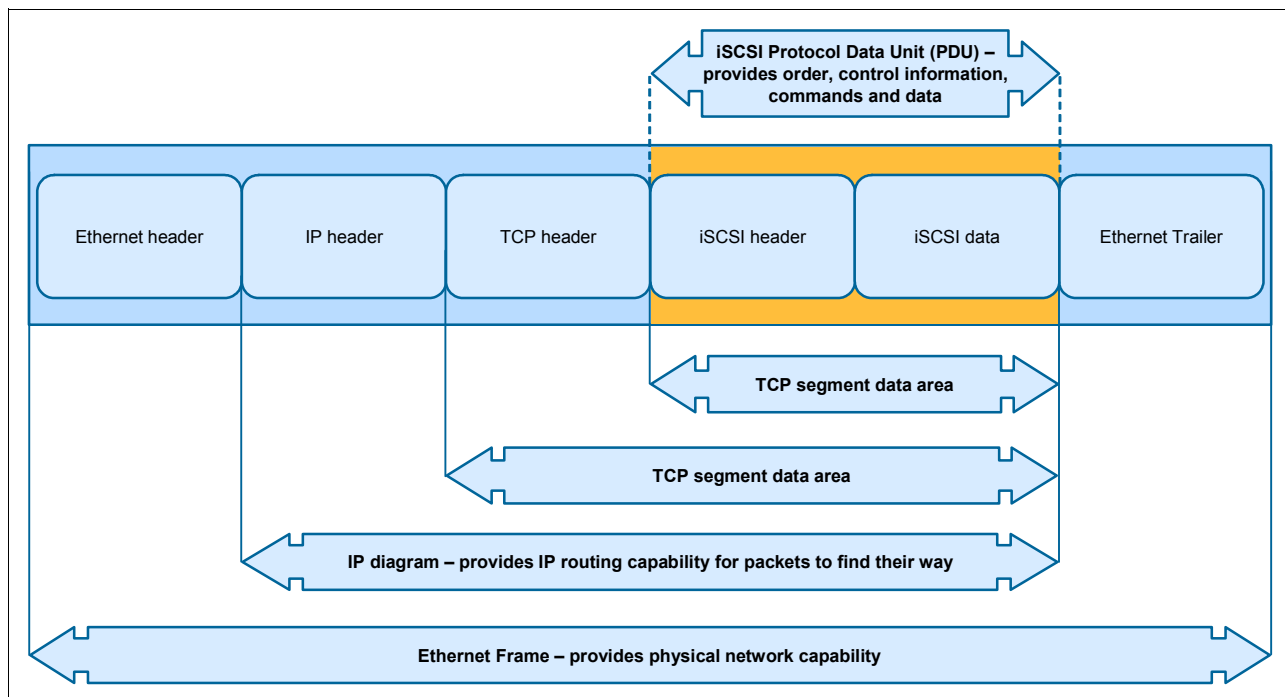 iSCSI Protocol Data Unit (PDU) –
provides order, control information,
commands and data
Ethernet header
IP header
TCP header
iSCSI header
iSCSI data
Ethernet Trailer
TCP segment data area
TCP segment data area
IP diagram – provides IP routing capability for packets to find their way
Ethernet Frame – provides physical network capability